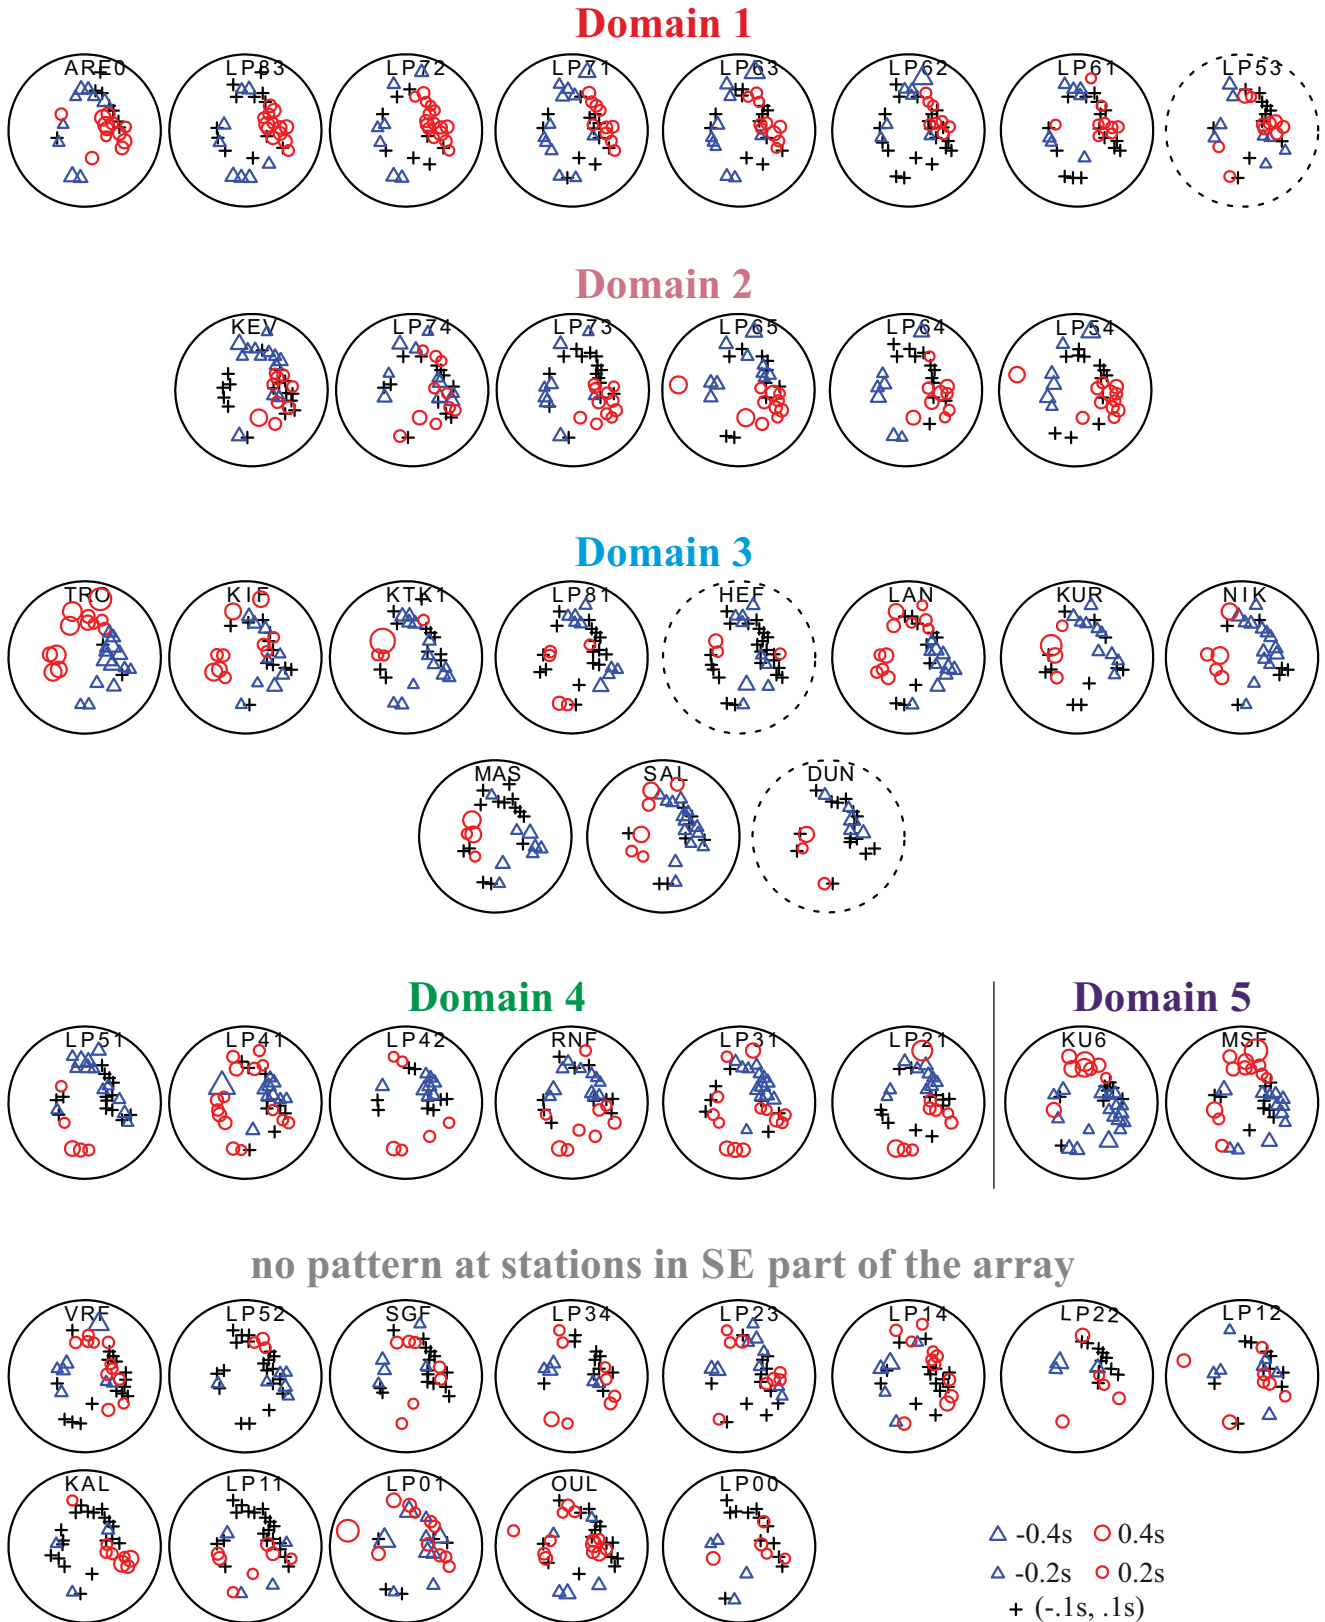 Domain 1
ARE0 LP83 LP72 LP71 LP63 LP62 LP61 LP53
Domain 2
KEV LP74 LP73 LP65 LP64 LP54
Domain 3
TRO KIF KTK1 LP81 HEF LAN KUR NIK
MAS SAL DUN
Domain 4 Domain 5
LP51 LP41 LP42 RNF LP31 LP21 KU6 MSF
no pattern at stations in SE part of the array
VRF LP52 SGF LP34 LP23 LP14 LP22 LP12
KAL LP11 LP01 OUL LP00
-0.4s 0.4s
-0.2s 0.2s
(-.1s, .1s)